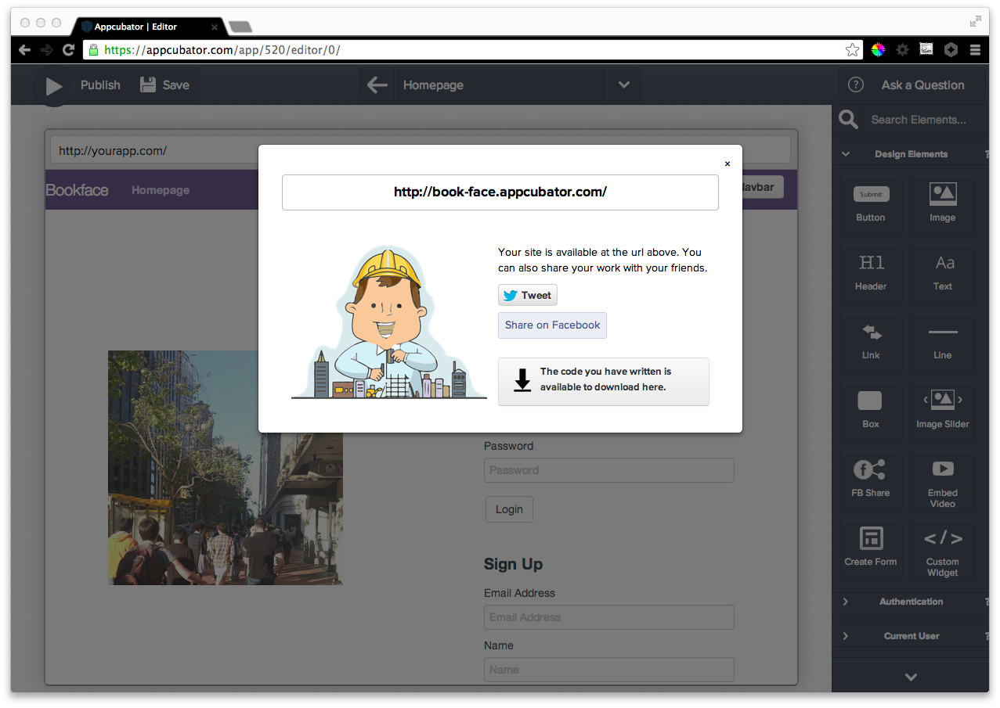 Appcubator | Editor
https://appcubator.com/app/520/editor/0/
Publish
Save
Homepage
Ask a Question
Search Elements...
http://yourapp.com/
Bookface
Homepage
http://book-face.appcubator.com/
Your site is available at the url above. You
can also share your work with your friends.
Tweet
Share on Facebook
The code you have written is
available to download here.
Password
Password
Login
Sign Up
Email Address
Email Address
Name
Name
Design Elements
?
Submit
Button
Image
H1
Header
Aa
Text
Link
Line
Box
Image Slider
FB Share
Embed
Video
Create Form
</>
Custom
Widget
Authentication
?
Current User
?